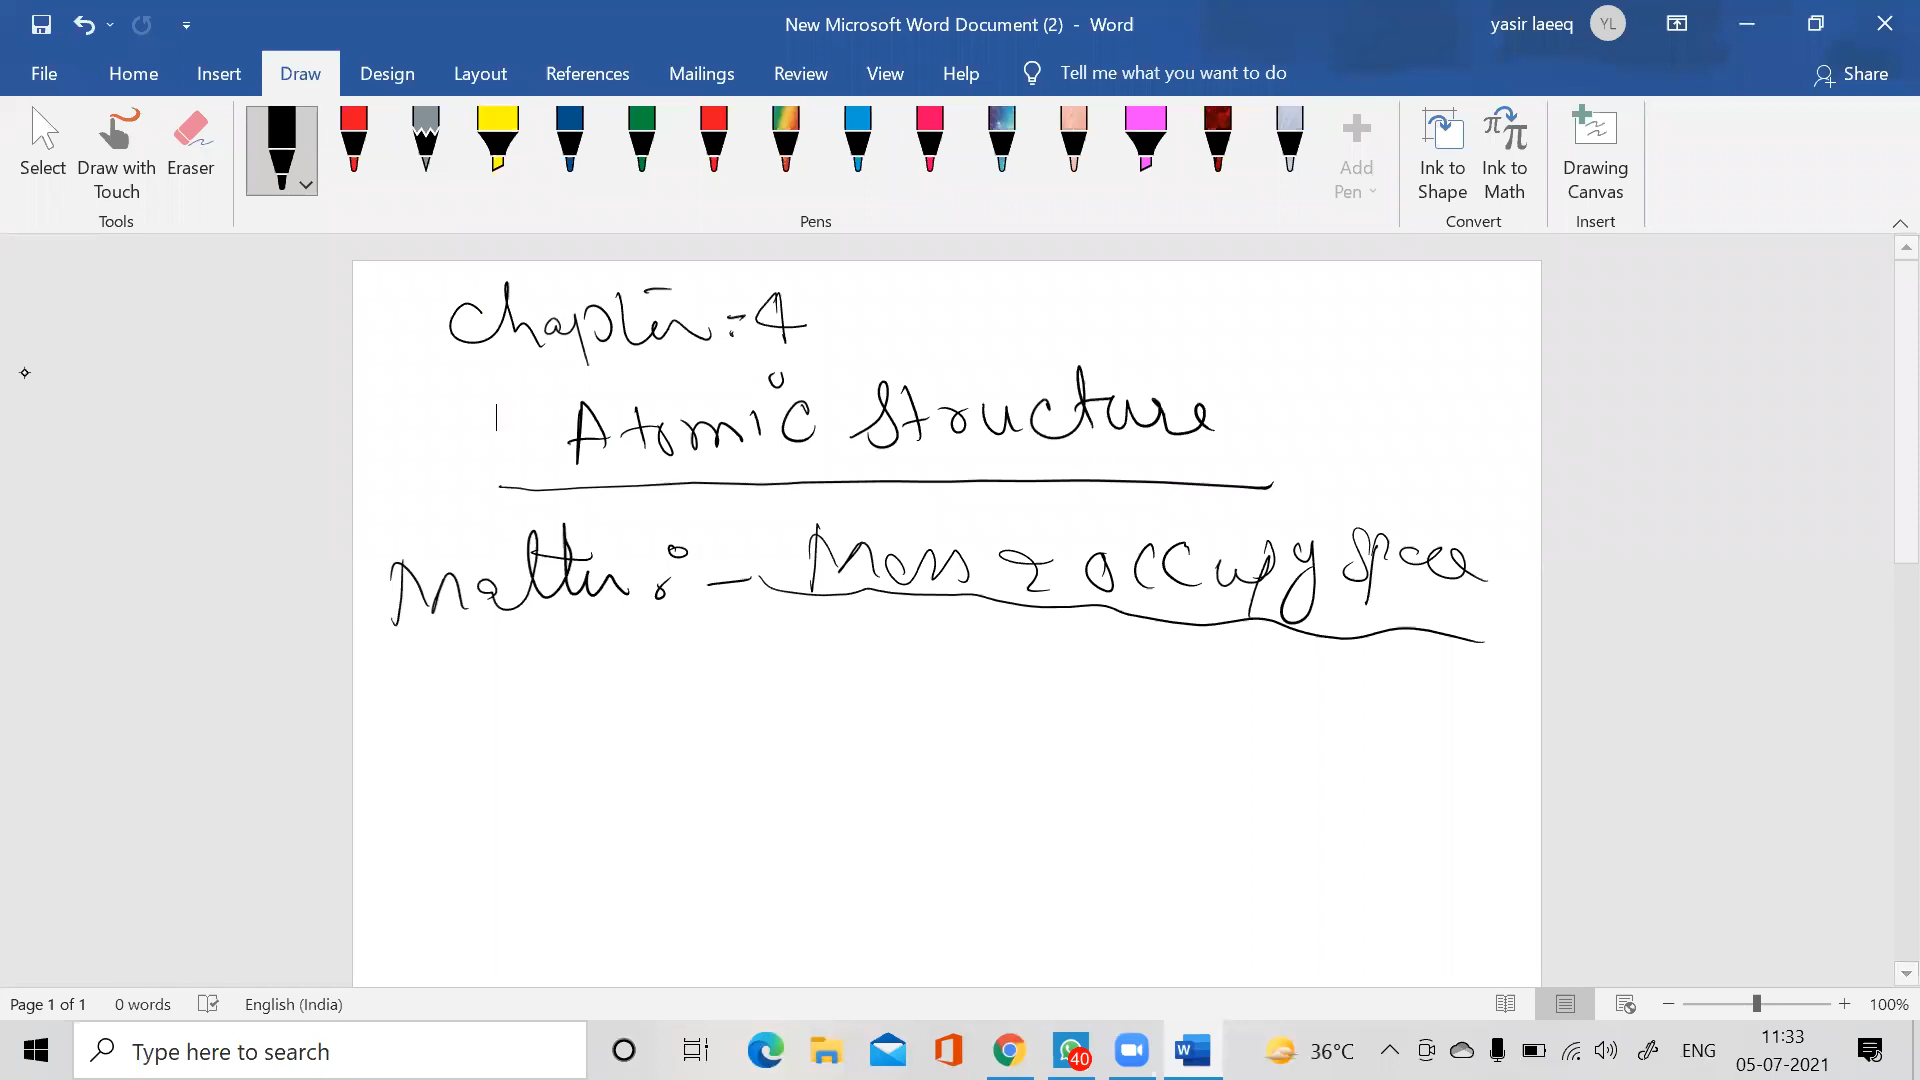 New Microsoft Word Document (2) - Word
yasir laeeq YL
File Home Insert Draw Design Layout References Mailings Review View Help Tell me what you want to do Share
Select Draw with Touch Eraser Add Pen Ink to Shape Ink to Math Drawing Canvas
Tools Pens Convert Insert
Chapter :- 4
Atomic Structure
Matter :- Mass & occupy space
Page 1 of 1 0 words English (India) 100%
Type here to search 40 36°C ENG 11:33
05-07-2021